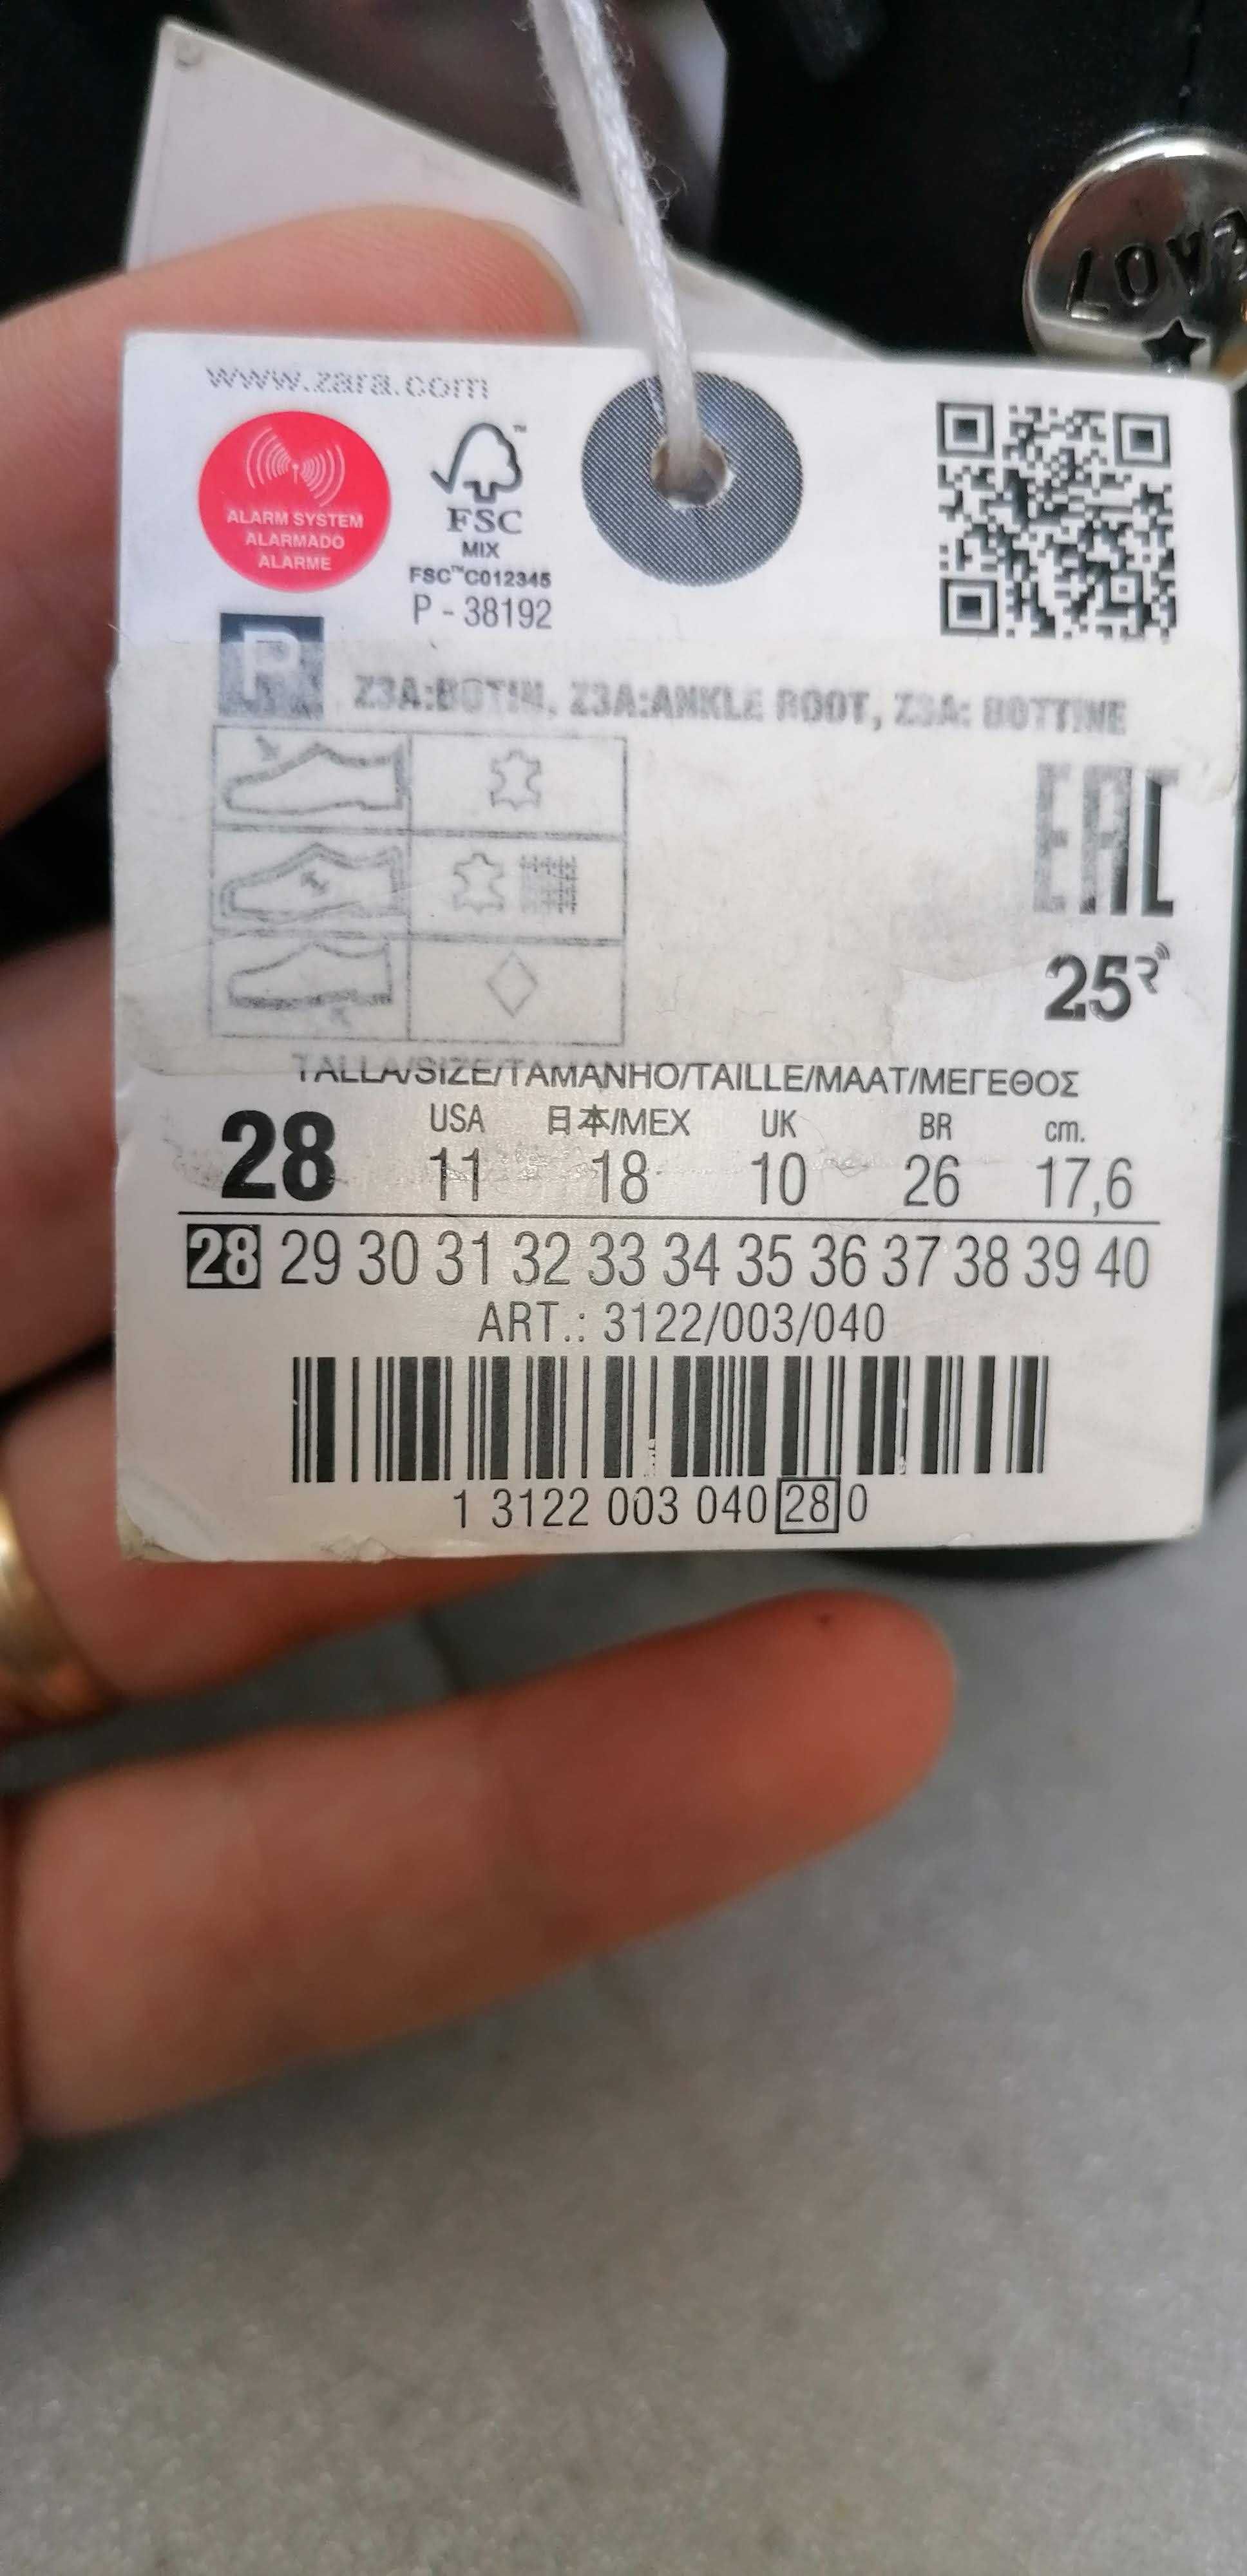 LOVE
www.zara.com
ALARM SYSTEM
ALARMADO
ALARME
FSC™
MIX
FSC™C012345
P - 38192
P
Z3A:BOTIN, Z3A:ANKLE BOOT, Z3A: BOTTINE
EAC
25R
TALLA/SIZE/TAMANHO/TAILLE/MAAT/ΜΕΓΕΘΟΣ
USA 日本/MEX UK BR cm.
28 11 18 10 26 17,6
28 29 30 31 32 33 34 35 36 37 38 39 40
ART.: 3122/003/040
1 3122 003 040 28 0